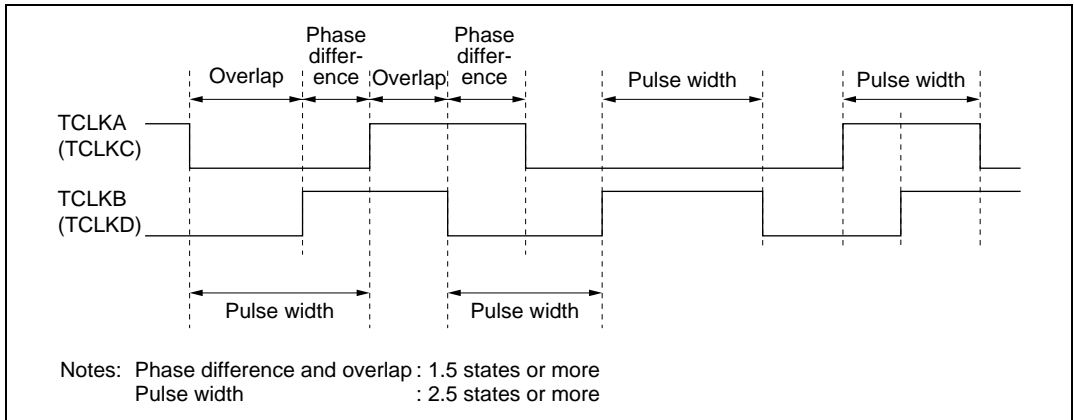 Phase
differ-
ence
Phase
differ-
ence
Overlap
Overlap
Pulse width
Pulse width
TCLKA
(TCLKC)
TCLKB
(TCLKD)
Pulse width
Pulse width
Notes: Phase difference and overlap : 1.5 states or more
Pulse width : 2.5 states or more